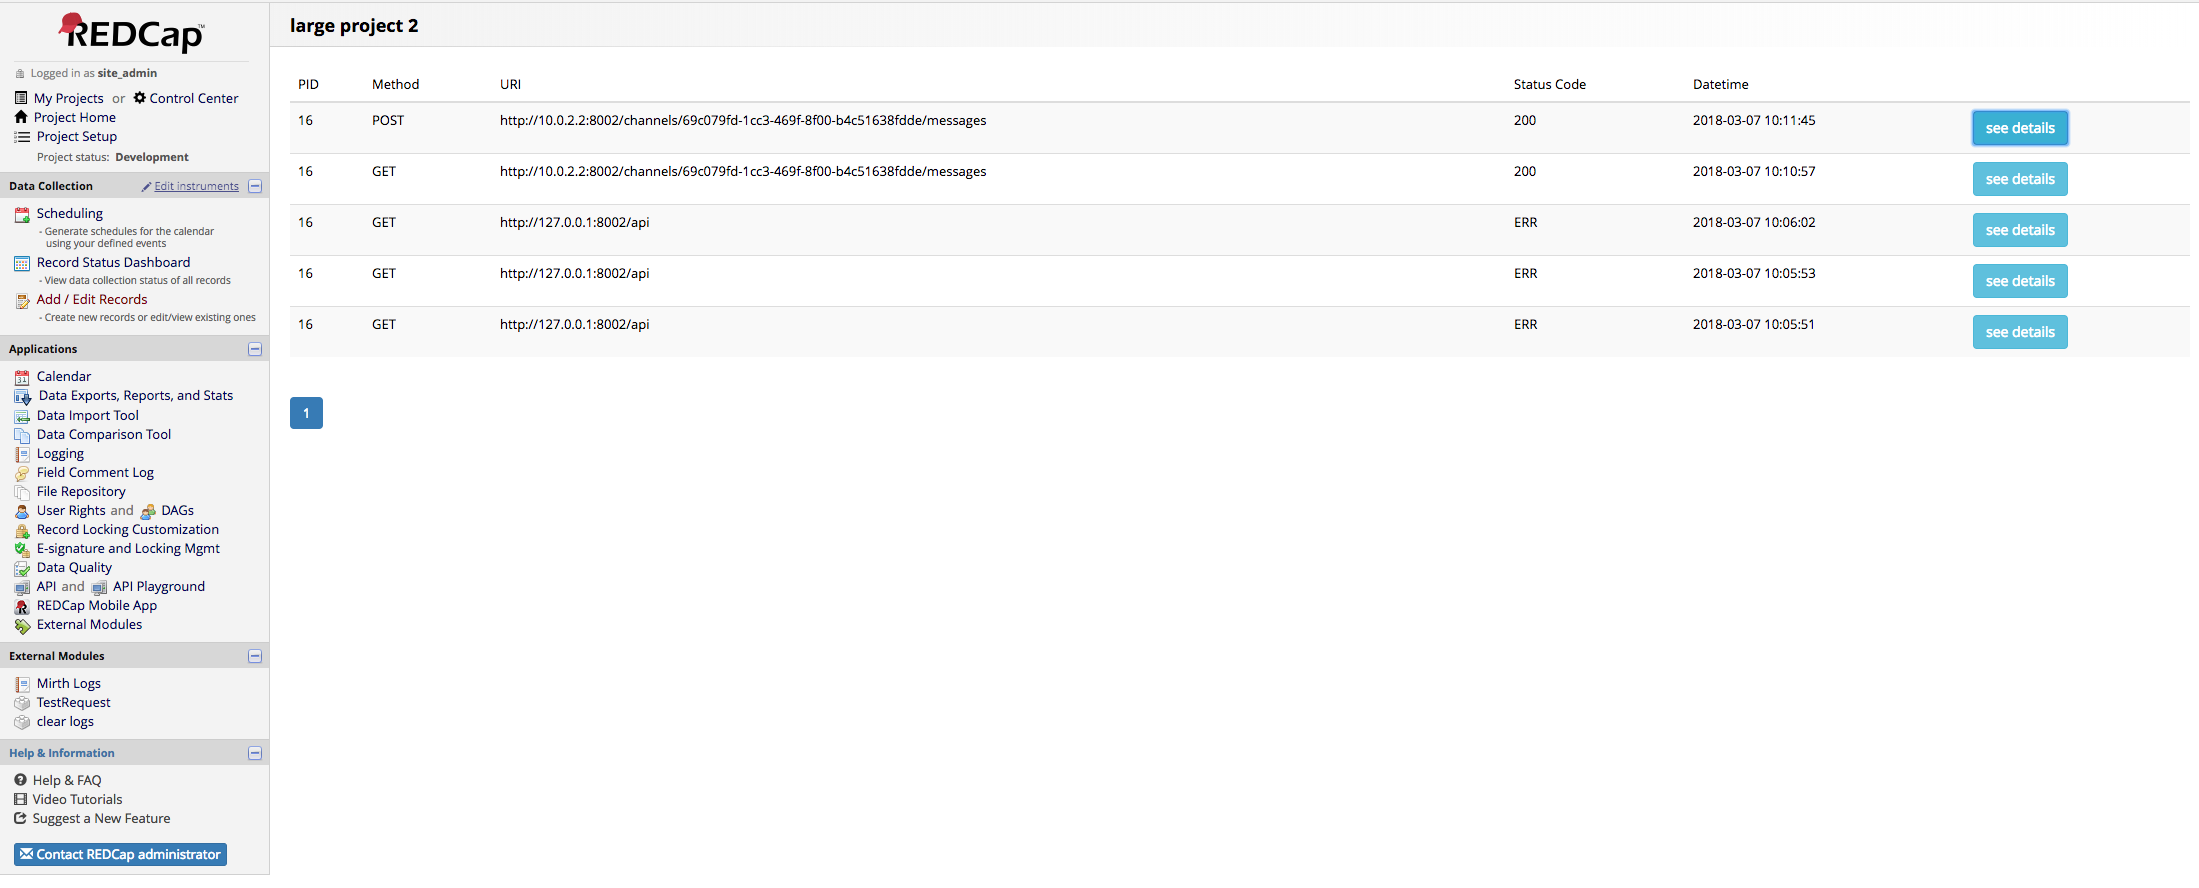 REDCap™
Logged in as site_admin
My Projects or Control Center
Project Home
Project Setup
Project status: Development
Data Collection Edit instruments
Scheduling
- Generate schedules for the calendar
using your defined events
Record Status Dashboard
- View data collection status of all records
Add / Edit Records
- Create new records or edit/view existing ones
Applications
Calendar
Data Exports, Reports, and Stats
Data Import Tool
Data Comparison Tool
Logging
Field Comment Log
File Repository
User Rights and DAGs
Record Locking Customization
E-signature and Locking Mgmt
Data Quality
API and API Playground
REDCap Mobile App
External Modules
External Modules
Mirth Logs
TestRequest
clear logs
Help & Information
Help & FAQ
Video Tutorials
Suggest a New Feature
Contact REDCap administrator
large project 2
PID Method URI Status Code Datetime
16 POST http://10.0.2.2:8002/channels/69c079fd-1cc3-469f-8f00-b4c51638fdde/messages 200 2018-03-07 10:11:45 see details
16 GET http://10.0.2.2:8002/channels/69c079fd-1cc3-469f-8f00-b4c51638fdde/messages 200 2018-03-07 10:10:57 see details
16 GET http://127.0.0.1:8002/api ERR 2018-03-07 10:06:02 see details
16 GET http://127.0.0.1:8002/api ERR 2018-03-07 10:05:53 see details
16 GET http://127.0.0.1:8002/api ERR 2018-03-07 10:05:51 see details
1